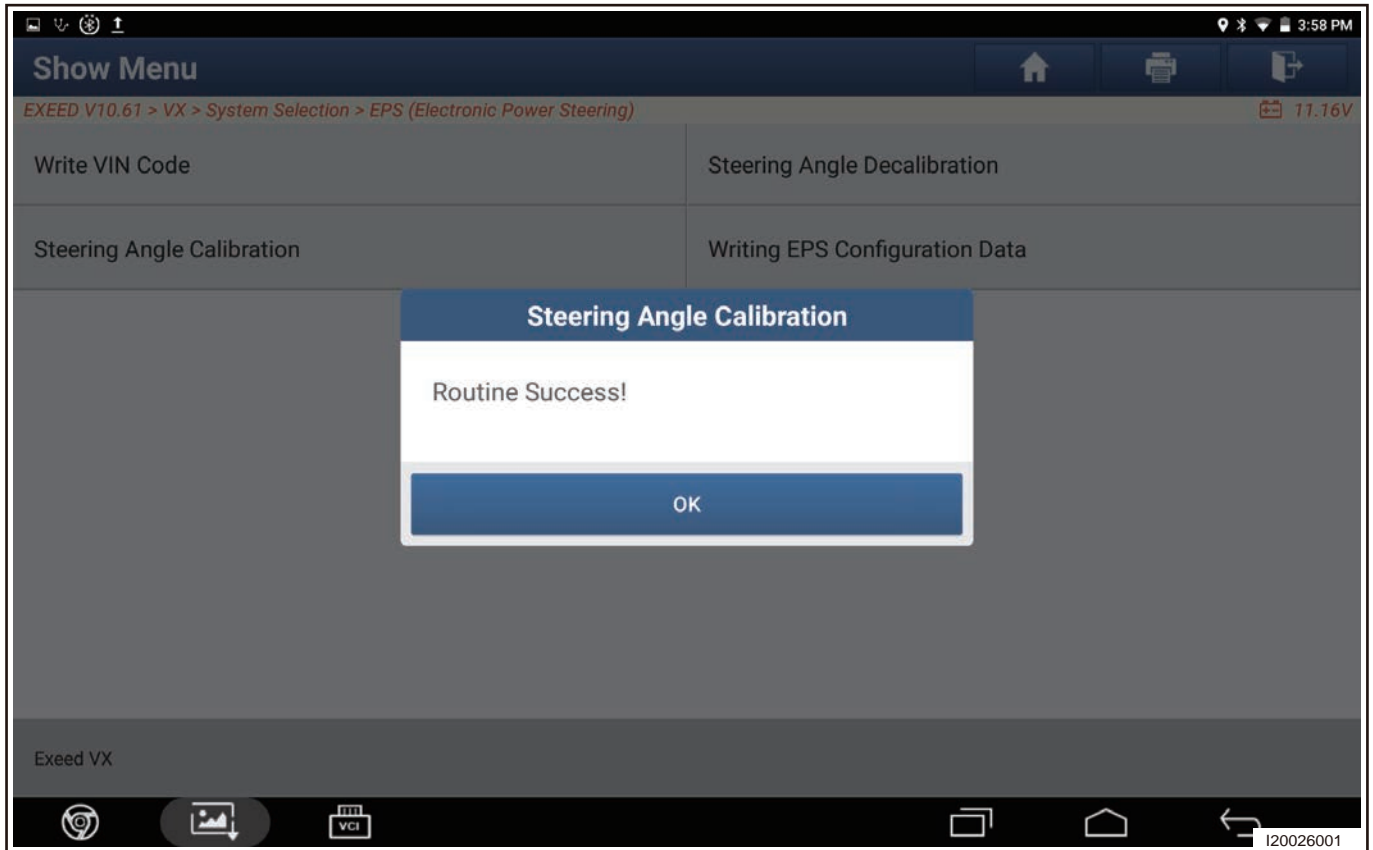 3:58 PM
Show Menu
EXEED V10.61 > VX > System Selection > EPS (Electronic Power Steering)
11.16V
Write VIN Code
Steering Angle Decalibration
Steering Angle Calibration
Writing EPS Configuration Data
Steering Angle Calibration
Routine Success!
OK
Exeed VX
VCI
I20026001